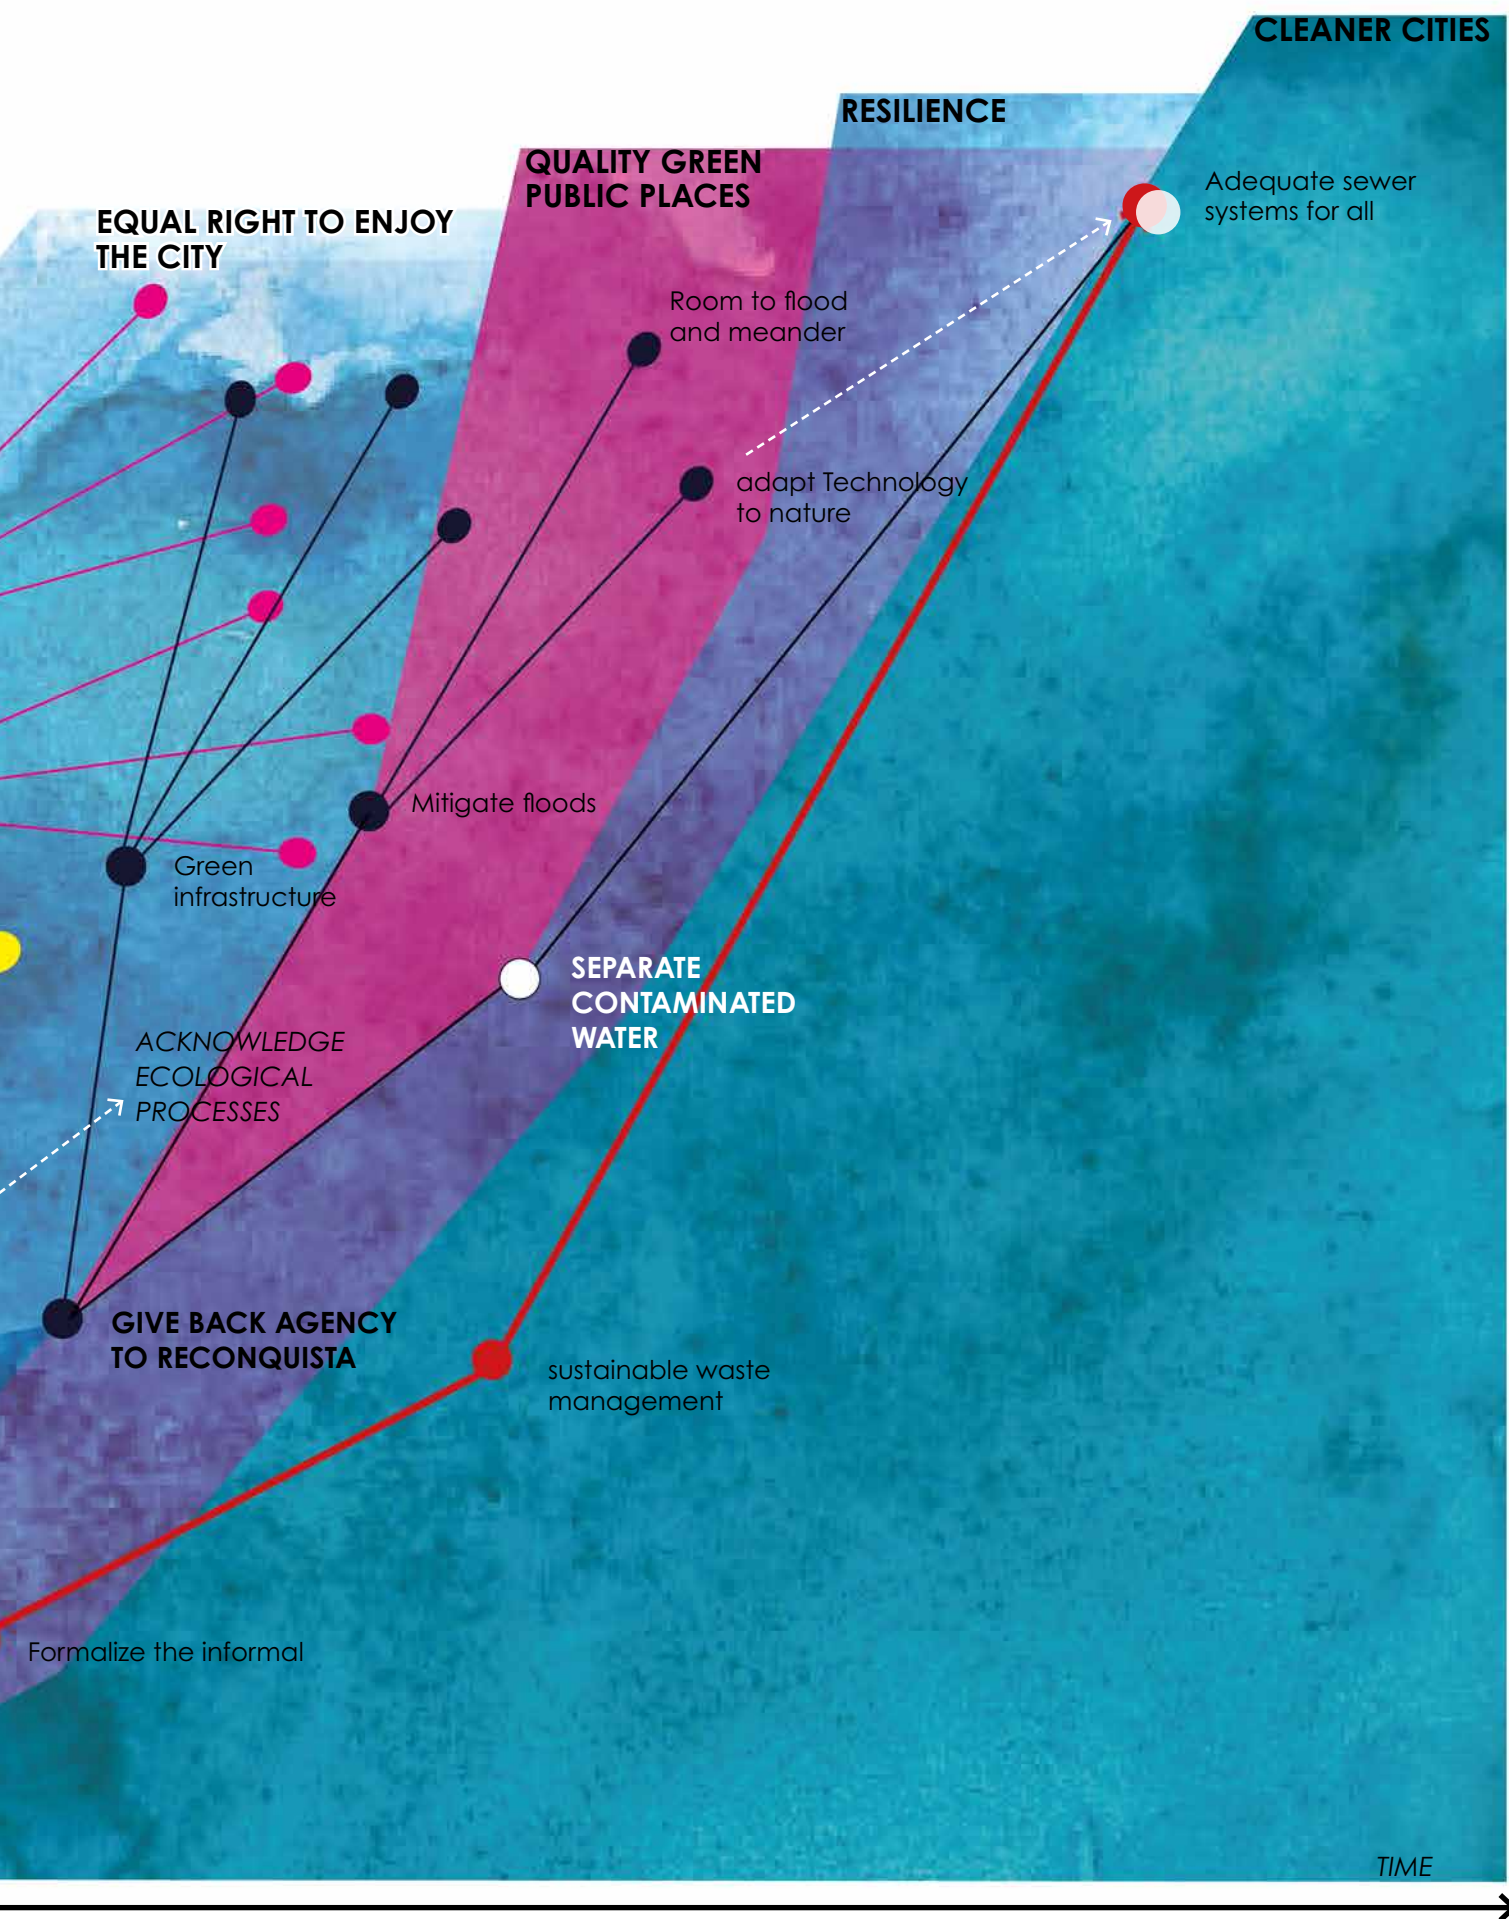 CLEANER CITIES
RESILIENCE
QUALITY GREEN
PUBLIC PLACES
Adequate sewer
systems for all
EQUAL RIGHT TO ENJOY
THE CITY
Room to flood
and meander
adapt Technology
to nature
Mitigate floods
Green
infrastructure
SEPARATE
CONTAMINATED
WATER
ACKNOWLEDGE
ECOLOGICAL
PROCESSES
GIVE BACK AGENCY
TO RECONQUISTA
sustainable waste
management
Formalize the informal
TIME